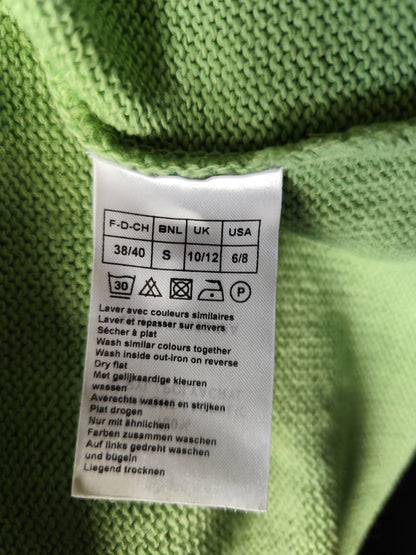 F-D-CH BNL UK USA
38/40 S 10/12 6/8
30 P
Laver avec couleurs similaires
Laver et repasser sur envers
Sécher à plat
Wash similar colours together
Wash inside out-iron on reverse
Dry flat
Met gelijkaardige kleuren
wassen
Averechts wassen en strijken
Plat drogen
Nur mit ähnlichen
Farben zusammen waschen
Auf links gedreht waschen
und bügeln
Liegend trocknen